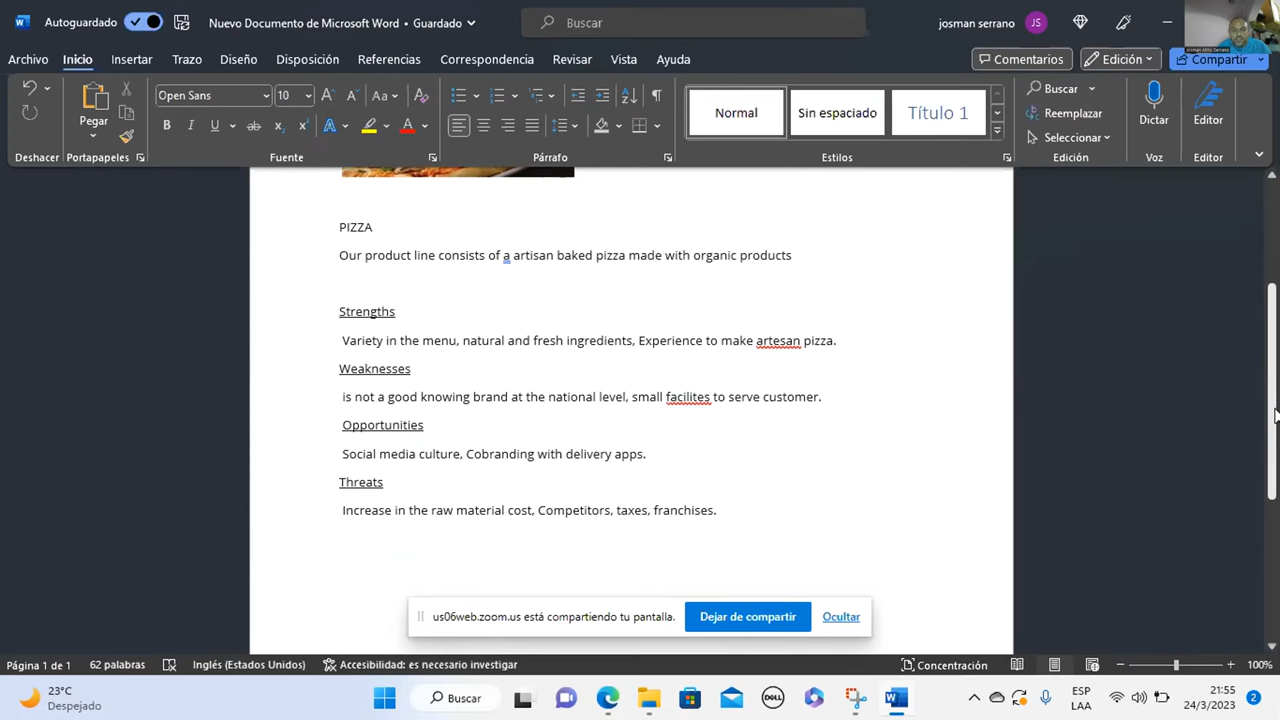 Autoguardado
Nuevo Documento de Microsoft Word • Guardado
Buscar
josman serrano
JS
Archivo Inicio Insertar Trazo Diseño Disposición Referencias Correspondencia Revisar Vista Ayuda
Comentarios Edición Compartir
Open Sans 10
Pegar
Normal
Sin espaciado
Título 1
Buscar
Reemplazar
Seleccionar
Dictar
Editor
Deshacer Portapapeles Fuente Párrafo Estilos Edición Voz Editor
PIZZA
Our product line consists of a artisan baked pizza made with organic products
Strengths
Variety in the menu, natural and fresh ingredients, Experience to make artesan pizza.
Weaknesses
is not a good knowing brand at the national level, small facilites to serve customer.
Opportunities
Social media culture, Cobranding with delivery apps.
Threats
Increase in the raw material cost, Competitors, taxes, franchises.
us06web.zoom.us está compartiendo tu pantalla. Dejar de compartir Ocultar
Página 1 de 1 62 palabras Inglés (Estados Unidos) Accesibilidad: es necesario investigar Concentración 100%
23°C
Despejado
Buscar
DELL
ESP
LAA
21:55
24/3/2023
2